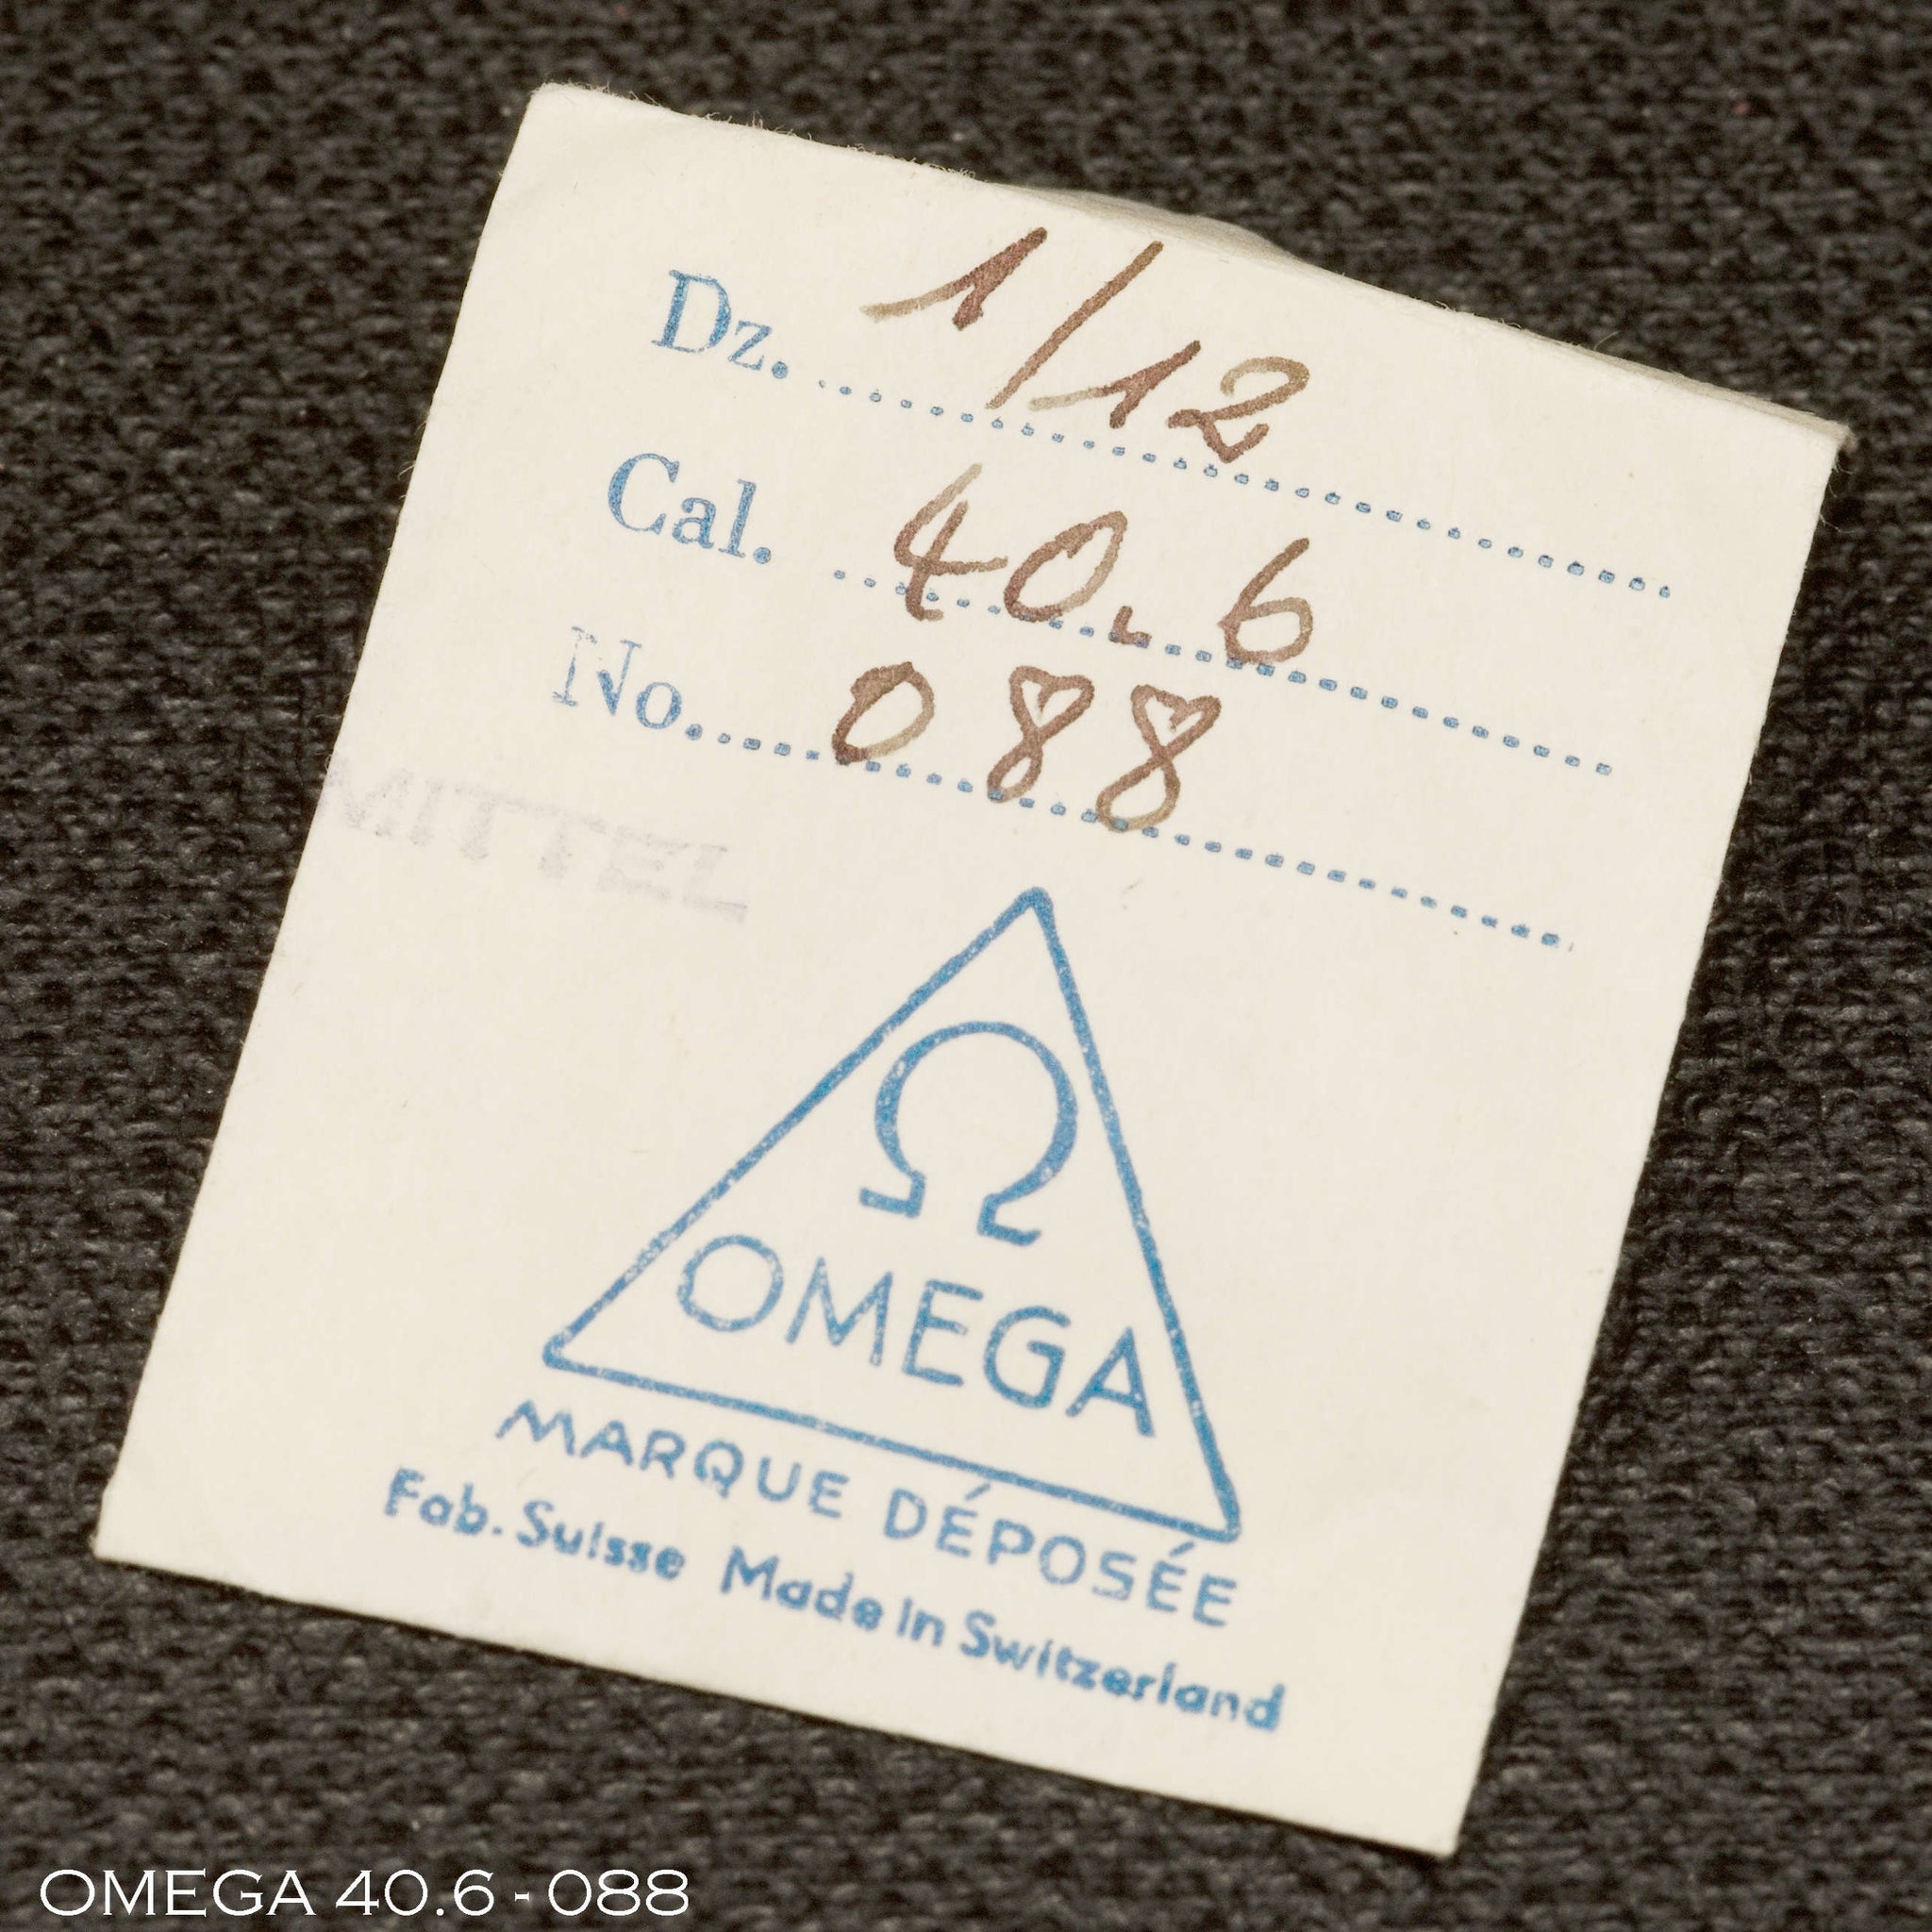 Dz. 1/12
Cal. 40.6
No. 088
MITTEL
Ω
OMEGA
MARQUE DÉPOSÉE
Fab. Suisse Made in Switzerland
OMEGA 40.6 - 088